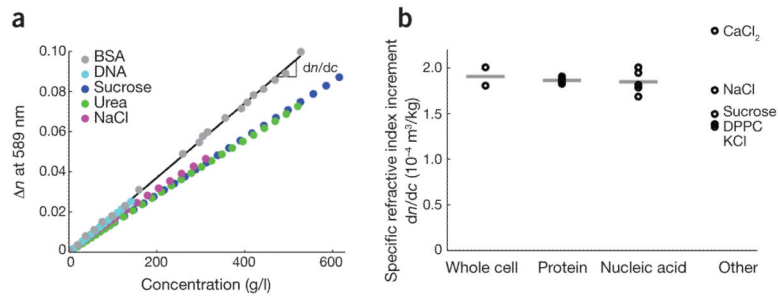 a
0.10
0.08
0.06
0.04
0.02
0
Δn at 589 nm
BSA
DNA
Sucrose
Urea
NaCl
dn/dc
0
200
400
600
Concentration (g/l)
b
Specific refractive index increment
dn/dc (10⁻⁴ m³/kg)
2.0
1.5
1.0
0.5
0
CaCl₂
NaCl
Sucrose
DPPC
KCl
Whole cell
Protein
Nucleic acid
Other